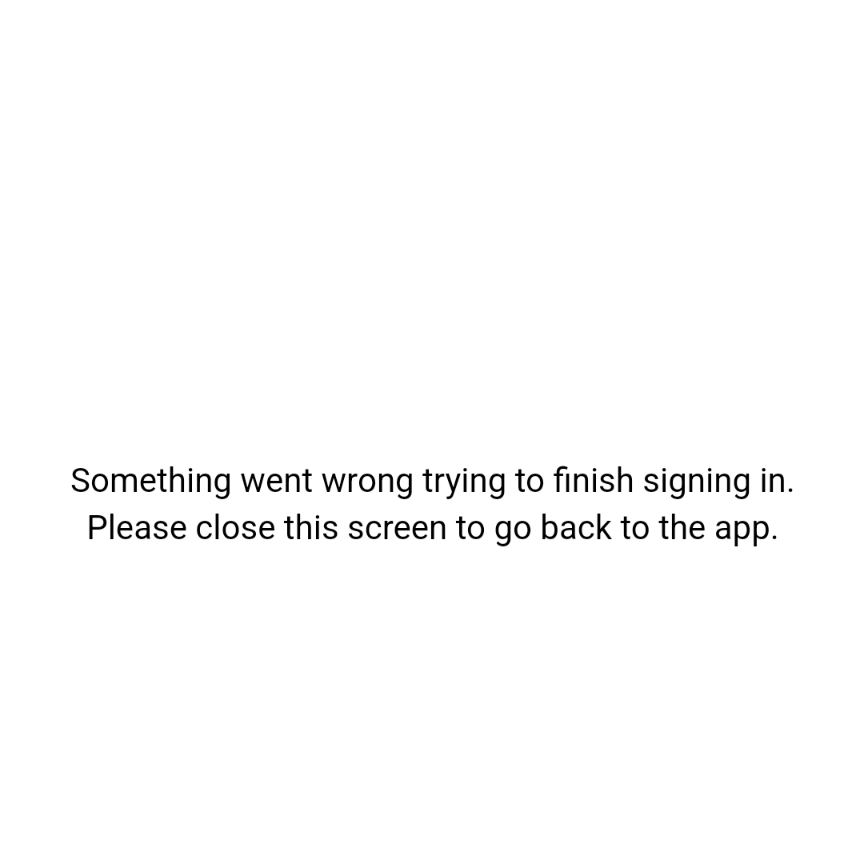 Something went wrong trying to finish signing in.
Please close this screen to go back to the app.